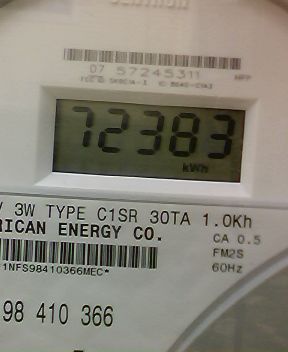 CENTRON
07 57245311
72383
kWh
V 3W TYPE C1SR 30TA 1.0Kh
RICAN ENERGY CO.
CA 0.5
FM2S
60Hz
1NFS98410366MEC*
98 410 366